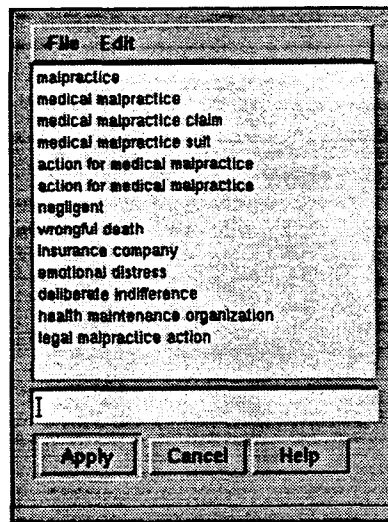 File Edit
malpractice
medical malpractice
medical malpractice claim
medical malpractice suit
action for medical malpractice
action for medical malpractice
negligent
wrongful death
insurance company
emotional distress
deliberate indifference
health maintenance organization
legal malpractice action
Apply Cancel Help